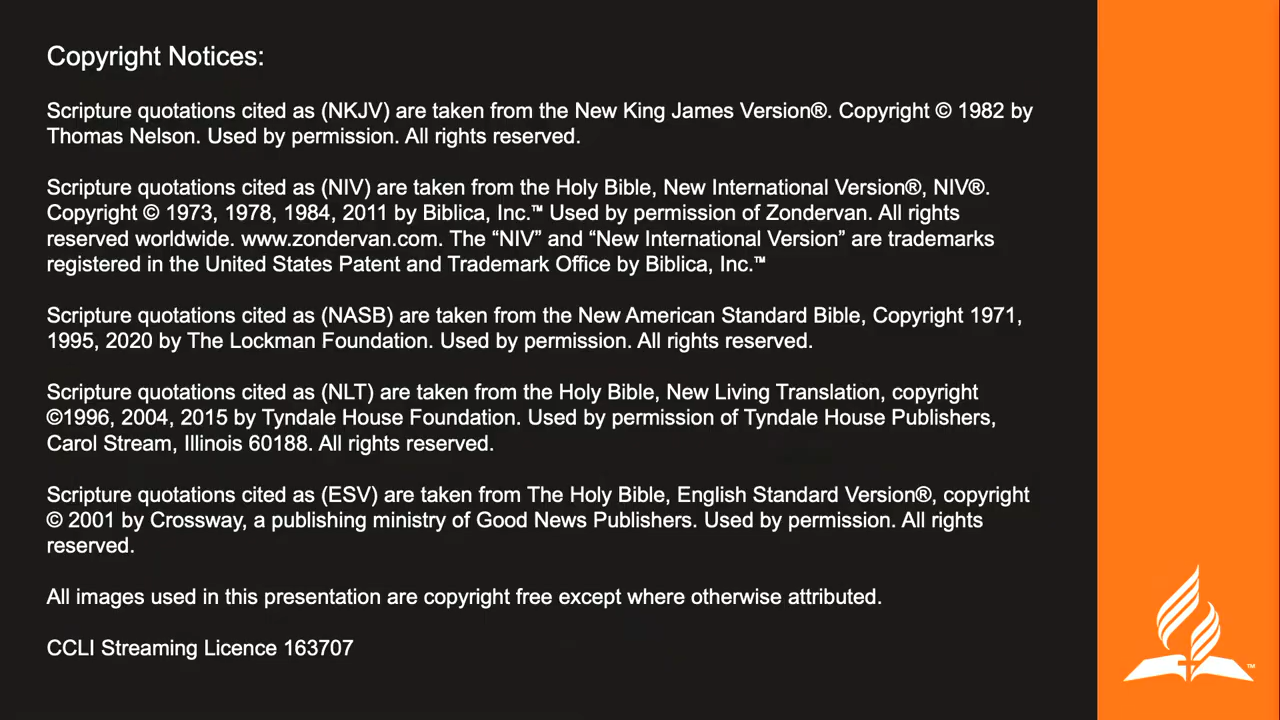 Copyright Notices:
Scripture quotations cited as (NKJV) are taken from the New King James Version®. Copyright © 1982 by
Thomas Nelson. Used by permission. All rights reserved.
Scripture quotations cited as (NIV) are taken from the Holy Bible, New International Version®, NIV®.
Copyright © 1973, 1978, 1984, 2011 by Biblica, Inc.™ Used by permission of Zondervan. All rights
reserved worldwide. www.zondervan.com. The “NIV” and “New International Version” are trademarks
registered in the United States Patent and Trademark Office by Biblica, Inc.™
Scripture quotations cited as (NASB) are taken from the New American Standard Bible, Copyright 1971,
1995, 2020 by The Lockman Foundation. Used by permission. All rights reserved.
Scripture quotations cited as (NLT) are taken from the Holy Bible, New Living Translation, copyright
©1996, 2004, 2015 by Tyndale House Foundation. Used by permission of Tyndale House Publishers,
Carol Stream, Illinois 60188. All rights reserved.
Scripture quotations cited as (ESV) are taken from The Holy Bible, English Standard Version®, copyright
© 2001 by Crossway, a publishing ministry of Good News Publishers. Used by permission. All rights
reserved.
All images used in this presentation are copyright free except where otherwise attributed.
CCLI Streaming Licence 163707
™